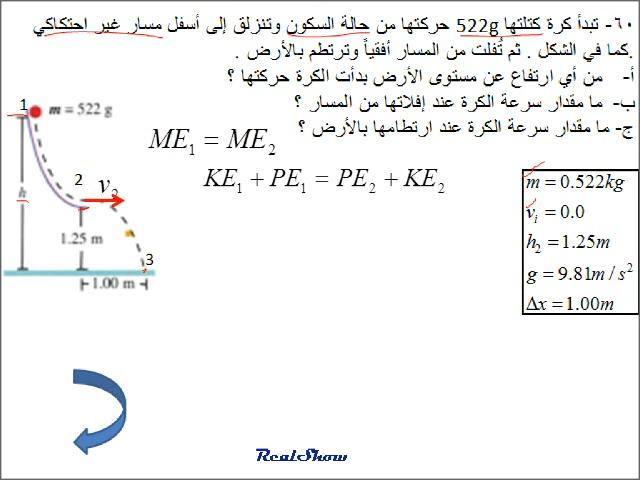 ٦٠- تبدأ كرة كتلتها 522g حركتها من حالة السكون وتنزلق إلى أسفل مسار غير احتكاكي
.كما في الشكل . ثم تُفلت من المسار أفقياً وترتطم بالأرض .
أ- من أي ارتفاع عن مستوى الأرض بدأت الكرة حركتها ؟
ب- ما مقدار سرعة الكرة عند إفلاتها من المسار ؟
ج- ما مقدار سرعة الكرة عند ارتطامها بالأرض ؟
1
m = 522 g
ME₁ = ME₂
KE₁ + PE₁ = PE₂ + KE₂
2
v₂
h
1.25 m
3
1.00 m
m = 0.522kg
vᵢ = 0.0
h₂ = 1.25m
g = 9.81m / s²
Δx = 1.00m
RealShow